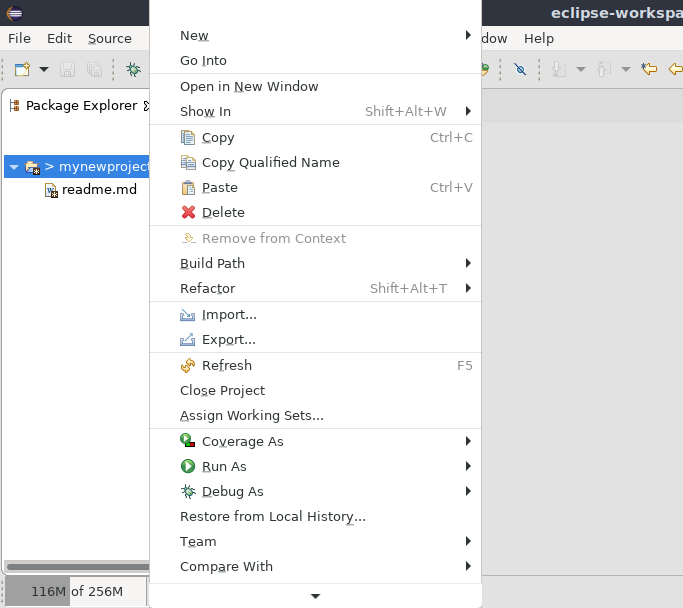 eclipse-workspa
File Edit Source dow Help
Package Explorer
> mynewproject
readme.md
New
Go Into
Open in New Window
Show In Shift+Alt+W
Copy Ctrl+C
Copy Qualified Name
Paste Ctrl+V
Delete
Remove from Context
Build Path
Refactor Shift+Alt+T
Import...
Export...
Refresh F5
Close Project
Assign Working Sets...
Coverage As
Run As
Debug As
Restore from Local History...
Team
Compare With
116M of 256M